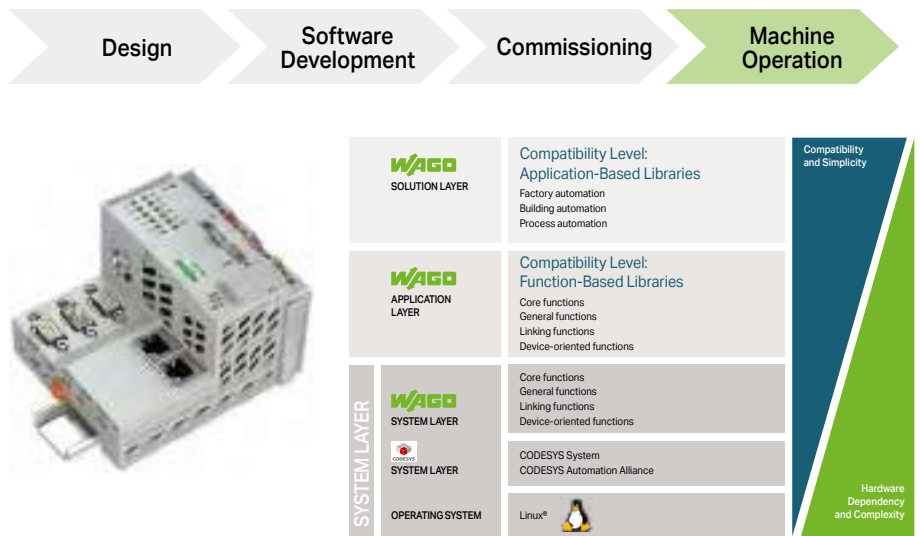 Design
Software
Development
Commissioning
Machine
Operation
WAGO
SOLUTION LAYER
Compatibility Level:
Application-Based Libraries
Factory automation
Building automation
Process automation
Compatibility
and Simplicity
WAGO
APPLICATION
LAYER
Compatibility Level:
Function-Based Libraries
Core functions
General functions
Linking functions
Device-oriented functions
SYSTEM LAYER
WAGO
SYSTEM LAYER
Core functions
General functions
Linking functions
Device-oriented functions
CODESYS
SYSTEM LAYER
CODESYS System
CODESYS Automation Alliance
OPERATING SYSTEM
Linux®
Hardware
Dependency
and Complexity